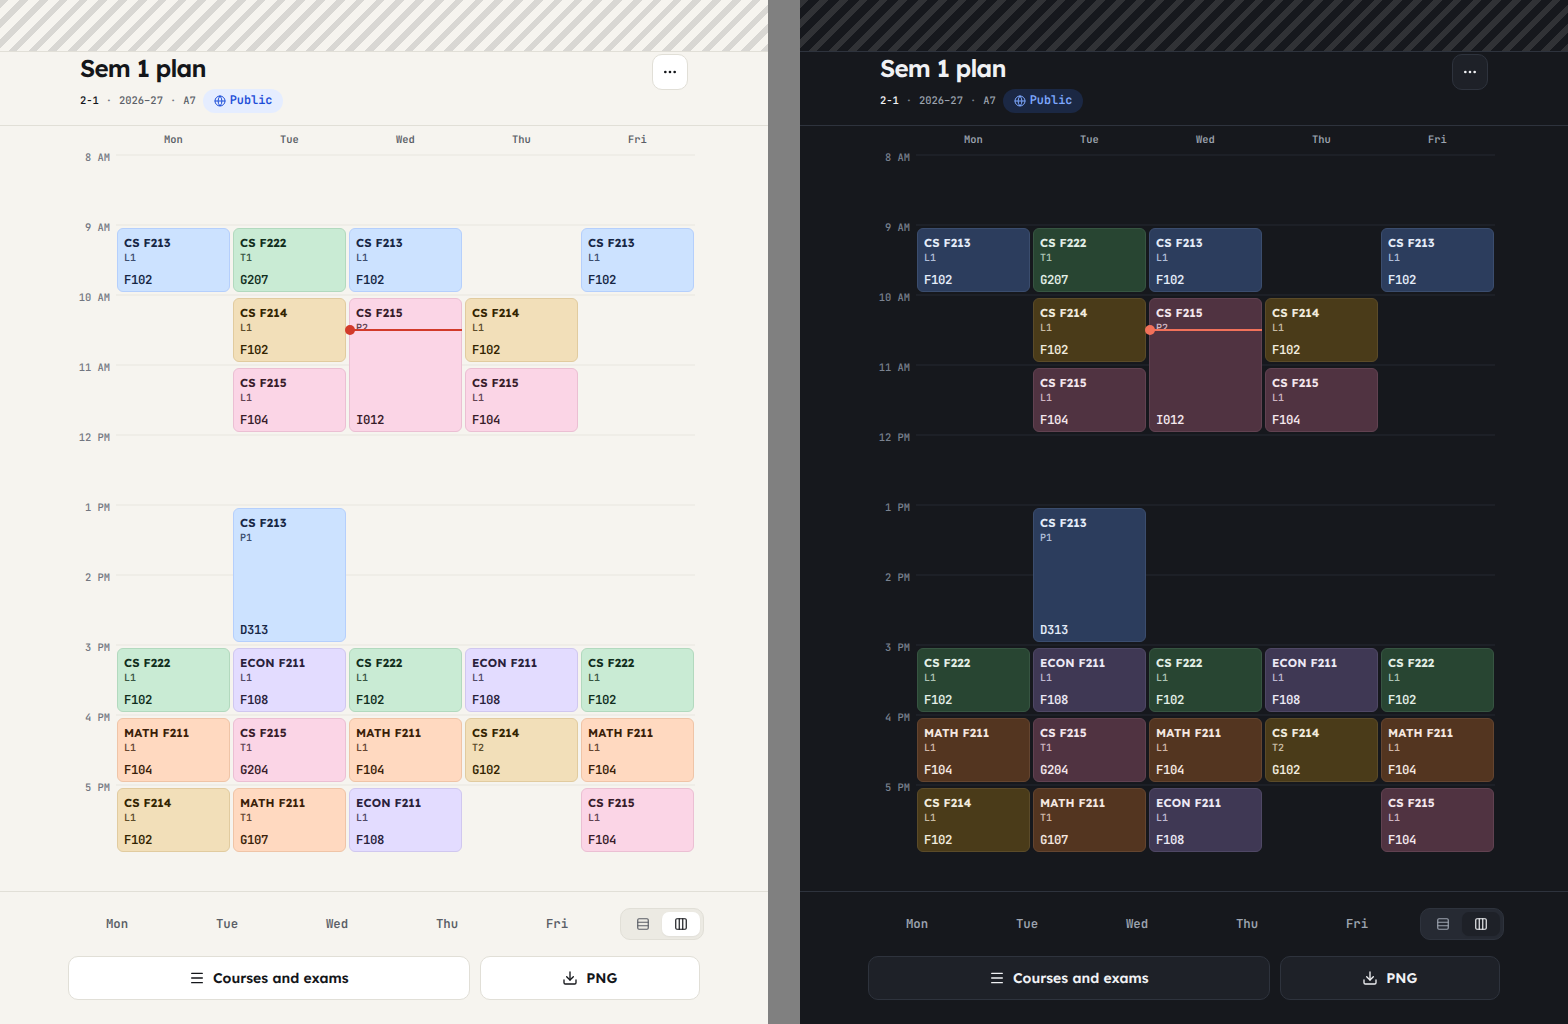 Sem 1 plan
2-1 · 2026-27 · A7 Public
Mon Tue Wed Thu Fri
8 AM
9 AM
CS F213 CS F222 CS F213 CS F213
L1 T1 L1 L1
F102 G207 F102 F102
10 AM
CS F214 CS F215 CS F214
L1 P2 L1
F102 F102
11 AM
CS F215 CS F215
L1 L1
F104 I012 F104
12 PM
1 PM
CS F213
P1
2 PM
D313
3 PM
CS F222 ECON F211 CS F222 ECON F211 CS F222
L1 L1 L1 L1 L1
F102 F108 F102 F108 F102
4 PM
MATH F211 CS F215 MATH F211 CS F214 MATH F211
L1 T1 L1 T2 L1
F104 G204 F104 G102 F104
5 PM
CS F214 MATH F211 ECON F211 CS F215
L1 T1 L1 L1
F102 G107 F108 F104
Mon Tue Wed Thu Fri
Courses and exams PNG
Sem 1 plan
2-1 · 2026-27 · A7 Public
Mon Tue Wed Thu Fri
8 AM
9 AM
CS F213 CS F222 CS F213 CS F213
L1 T1 L1 L1
F102 G207 F102 F102
10 AM
CS F214 CS F215 CS F214
L1 P2 L1
F102 F102
11 AM
CS F215 CS F215
L1 L1
F104 I012 F104
12 PM
1 PM
CS F213
P1
2 PM
D313
3 PM
CS F222 ECON F211 CS F222 ECON F211 CS F222
L1 L1 L1 L1 L1
F102 F108 F102 F108 F102
4 PM
MATH F211 CS F215 MATH F211 CS F214 MATH F211
L1 T1 L1 T2 L1
F104 G204 F104 G102 F104
5 PM
CS F214 MATH F211 ECON F211 CS F215
L1 T1 L1 L1
F102 G107 F108 F104
Mon Tue Wed Thu Fri
Courses and exams PNG